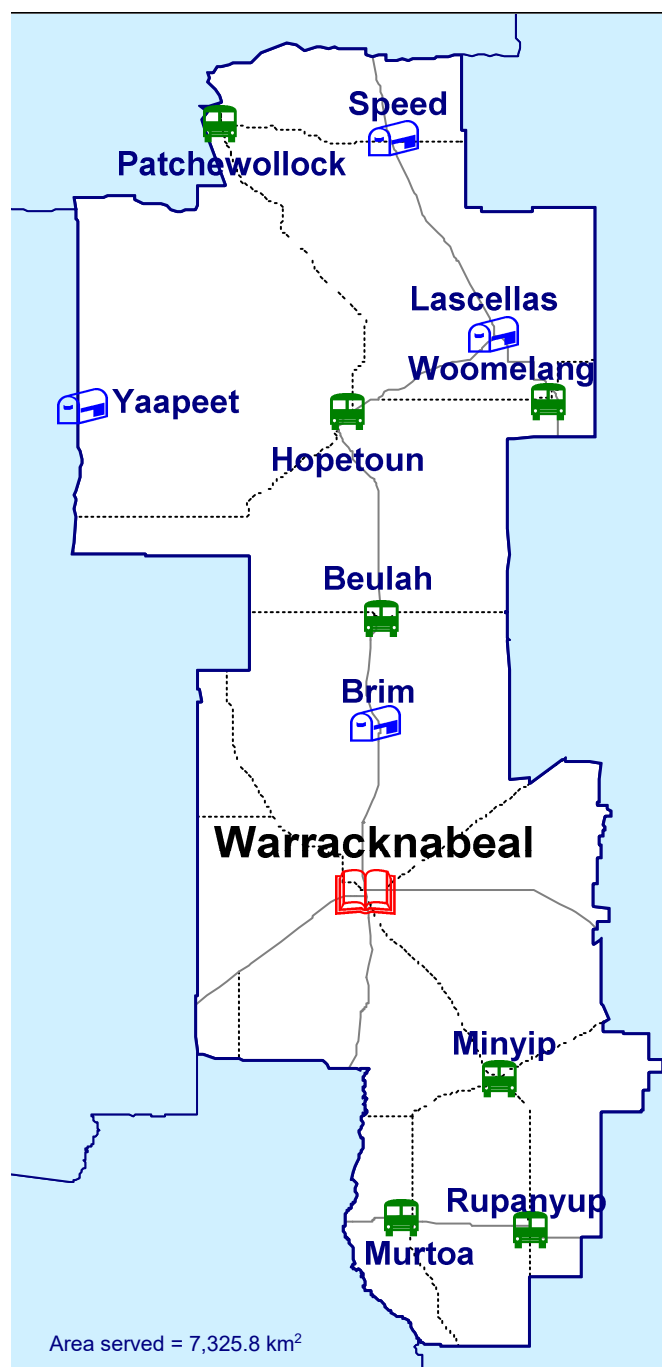 Speed
Patchewollock
Lascellas
Woomelang
Yaapeet
Hopetoun
Beulah
Brim
Warracknabeal
Minyip
Rupanyup
Murtoa
Area served = 7,325.8 km²